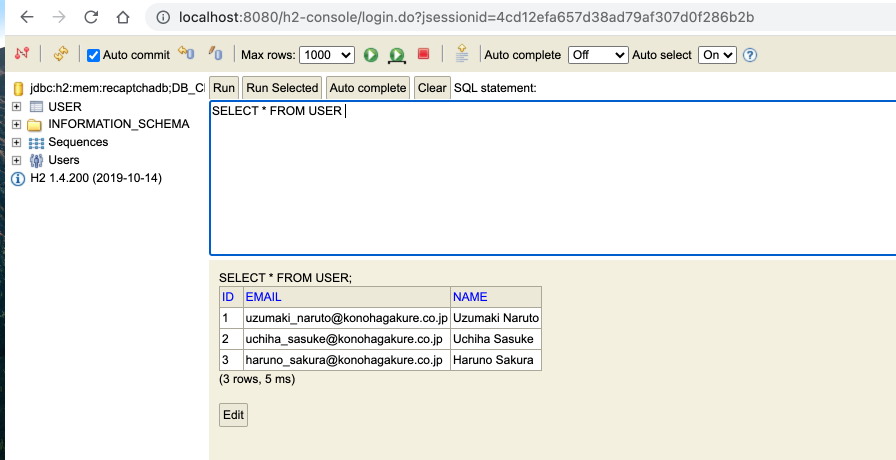 localhost:8080/h2-console/login.do?jsessionid=4cd12efa657d38ad79af307d0f286b2b
Auto commit Max rows: 1000 Auto complete Off Auto select On ?
jdbc:h2:mem:recaptchadb;DB_Cl
Run Run Selected Auto complete Clear SQL statement:
USER
SELECT * FROM USER
INFORMATION_SCHEMA
Sequences
Users
H2 1.4.200 (2019-10-14)
SELECT * FROM USER;
ID EMAIL NAME
1 uzumaki_naruto@konohagakure.co.jp Uzumaki Naruto
2 uchiha_sasuke@konohagakure.co.jp Uchiha Sasuke
3 haruno_sakura@konohagakure.co.jp Haruno Sakura
(3 rows, 5 ms)
Edit